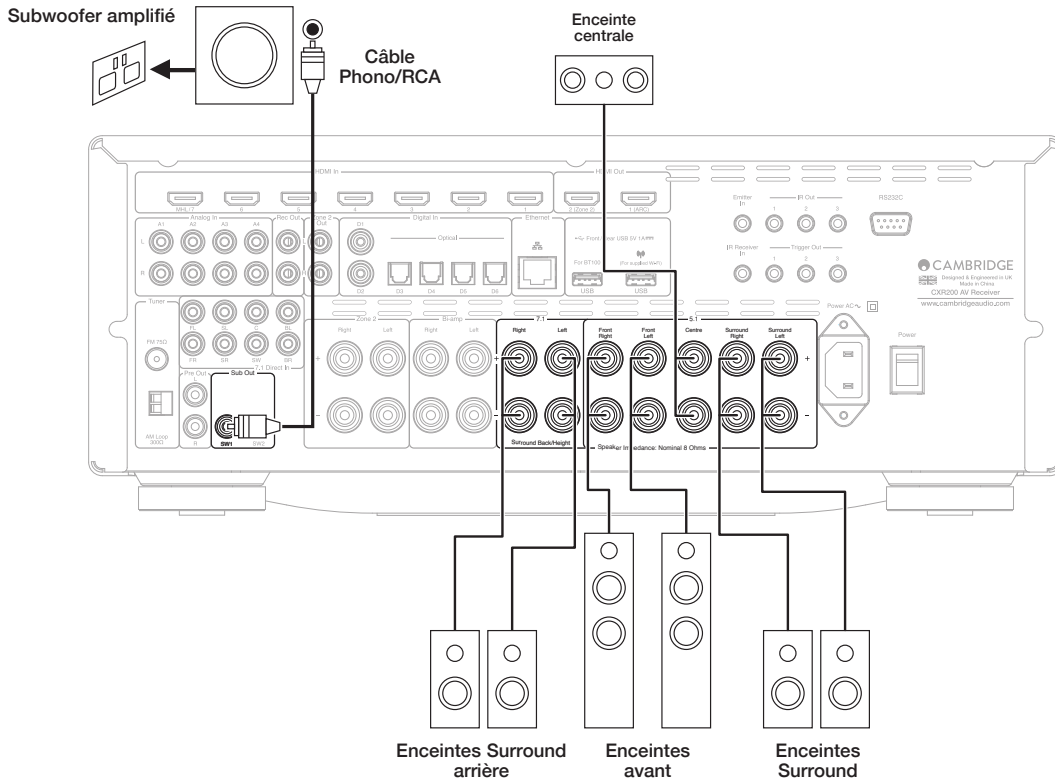 Subwoofer amplifié
Câble
Phono/RCA
Enceinte
centrale
HDMI In
HDMI Out
MHL/7
6
5
4
3
2
1
2 (Zone 2)
1 (ARC)
Analog In
Rec Out
Zone 2
Out
Digital In
Ethernet
A1
A2
A3
A4
L
R
D1
D2
Optical
D3
D4
D5
D6
Front/rear USB 5V 1A
For BT100
(For supplied Wi-Fi)
USB
USB
Emitter
In
IR Out
1
2
3
RS232C
IR Receiver
In
Trigger Out
1
2
3
CAMBRIDGE
Designed & Engineered in UK
Made in China
CXR200 AV Receiver
www.cambridgeaudio.com
Power AC~
Power
Tuner
FM 75Ω
AM Loop
300Ω
FL
SL
C
BL
FR
SR
SW
BR
7.1 Direct In
Pre Out
L
R
Sub Out
SW1
SW2
Zone 2
Right
Left
Bi-amp
Right
Left
7.1
Right
Left
Surround Back/Height
5.1
Front
Right
Front
Left
Centre
Surround
Right
Surround
Left
+
-
+
-
+
-
Speaker Impedance: Nominal 8 Ohms
Enceintes Surround
arrière
Enceintes
avant
Enceintes
Surround